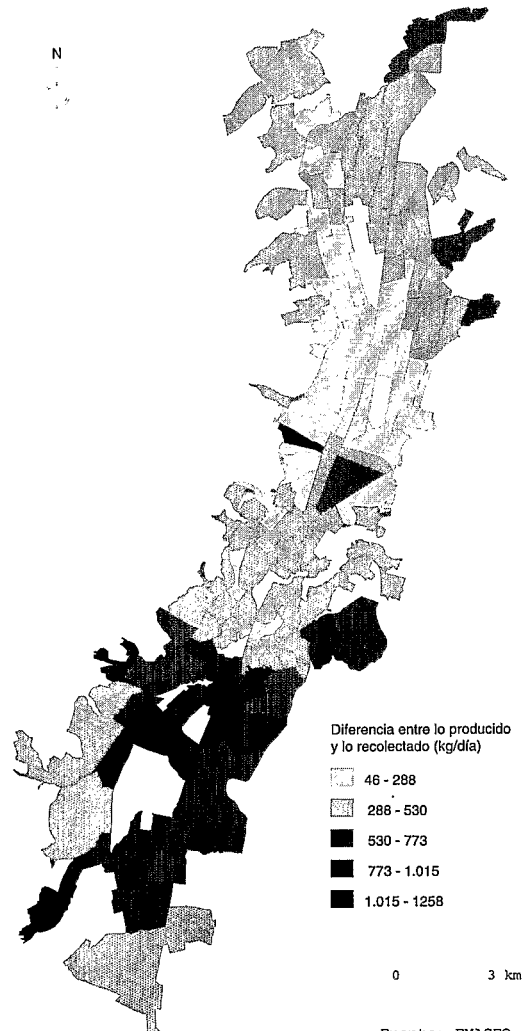 N
Diferencia entre lo producido
y lo recolectado (kg/día)
46 - 288
288 - 530
530 - 773
773 - 1.015
1.015 - 1258
0 3 km